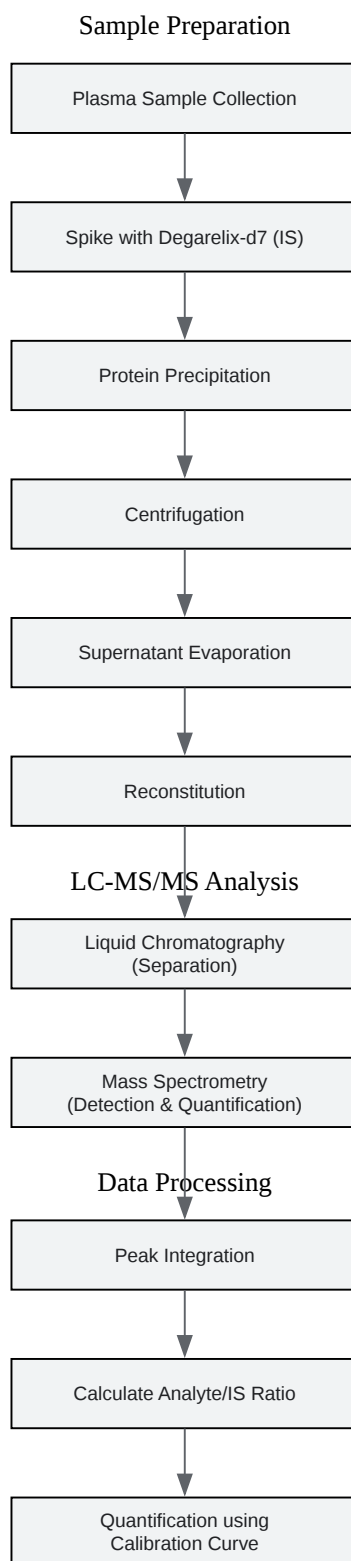 Sample Preparation
Plasma Sample Collection
Spike with Degarelix-d7 (IS)
Protein Precipitation
Centrifugation
Supernatant Evaporation
Reconstitution
LC-MS/MS Analysis
Liquid Chromatography
(Separation)
Mass Spectrometry
(Detection & Quantification)
Data Processing
Peak Integration
Calculate Analyte/IS Ratio
Quantification using
Calibration Curve